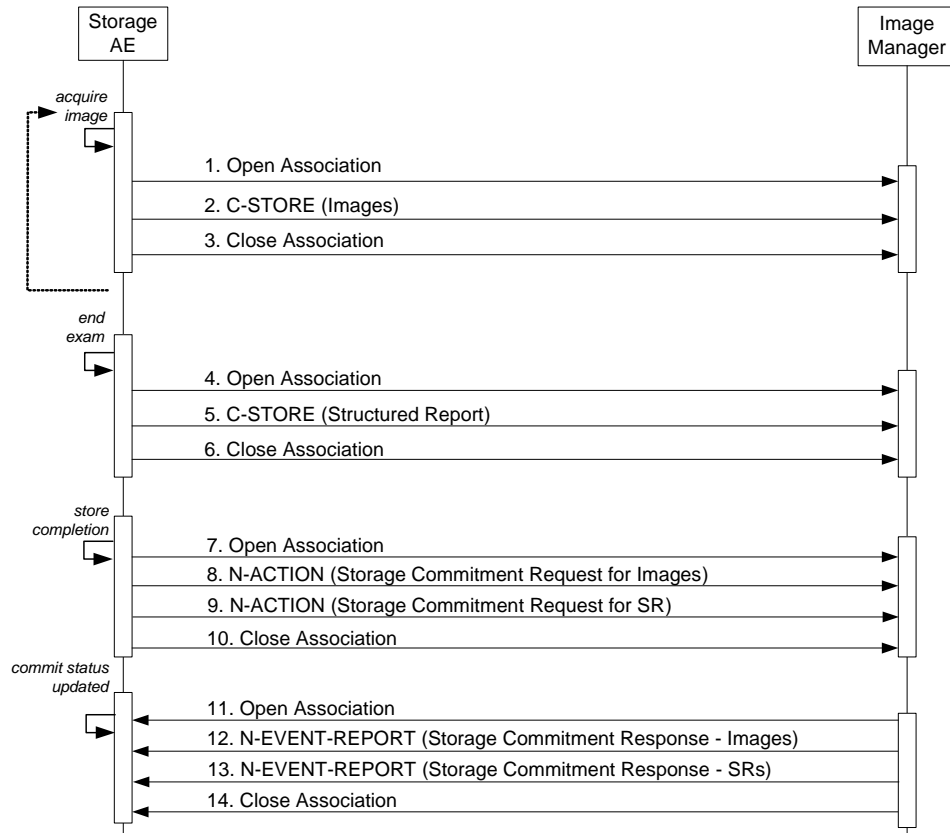 Storage
AE
Image
Manager
acquire
image
1. Open Association
2. C-STORE (Images)
3. Close Association
end
exam
4. Open Association
5. C-STORE (Structured Report)
6. Close Association
store
completion
7. Open Association
8. N-ACTION (Storage Commitment Request for Images)
9. N-ACTION (Storage Commitment Request for SR)
10. Close Association
commit status
updated
11. Open Association
12. N-EVENT-REPORT (Storage Commitment Response - Images)
13. N-EVENT-REPORT (Storage Commitment Response - SRs)
14. Close Association